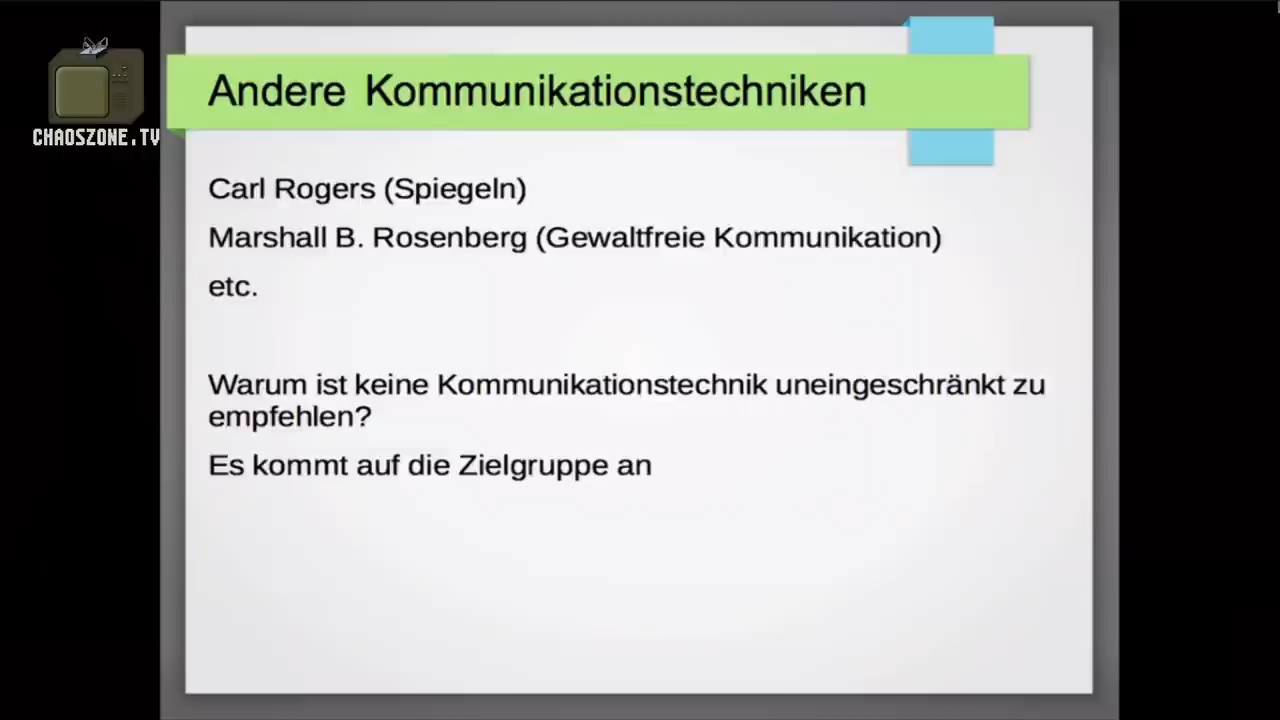 Andere Kommunikationstechniken
CHAOSZONE.TV
Carl Rogers (Spiegeln)
Marshall B. Rosenberg (Gewaltfreie Kommunikation)
etc.
Warum ist keine Kommunikationstechnik uneingeschränkt zu
empfehlen?
Es kommt auf die Zielgruppe an